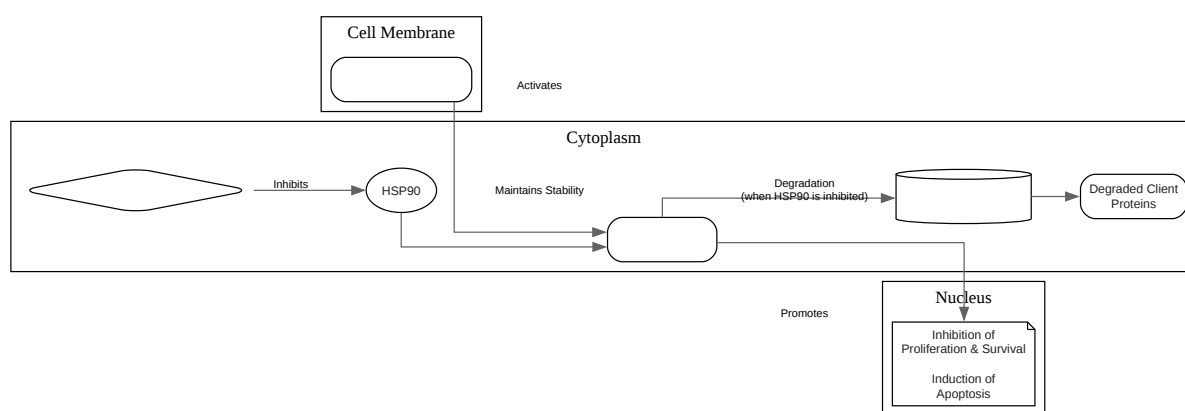 Cell Membrane
Activates
Cytoplasm
Inhibits
HSP90
Maintains Stability
Degradation
(when HSP90 is inhibited)
Degraded Client
Proteins
Promotes
Nucleus
Inhibition of
Proliferation & Survival
Induction of
Apoptosis